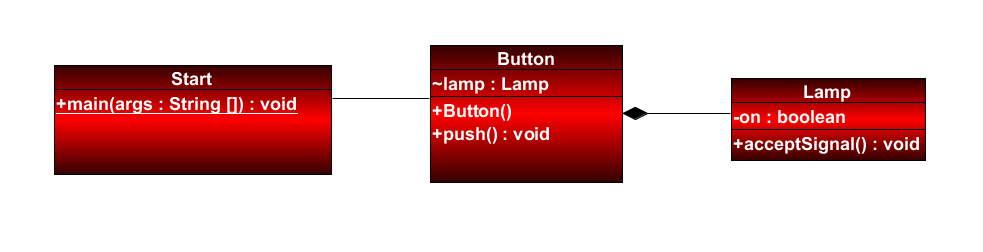 Start
+main(args : String []) : void
Button
~lamp : Lamp
+Button()
+push() : void
Lamp
-on : boolean
+acceptSignal() : void